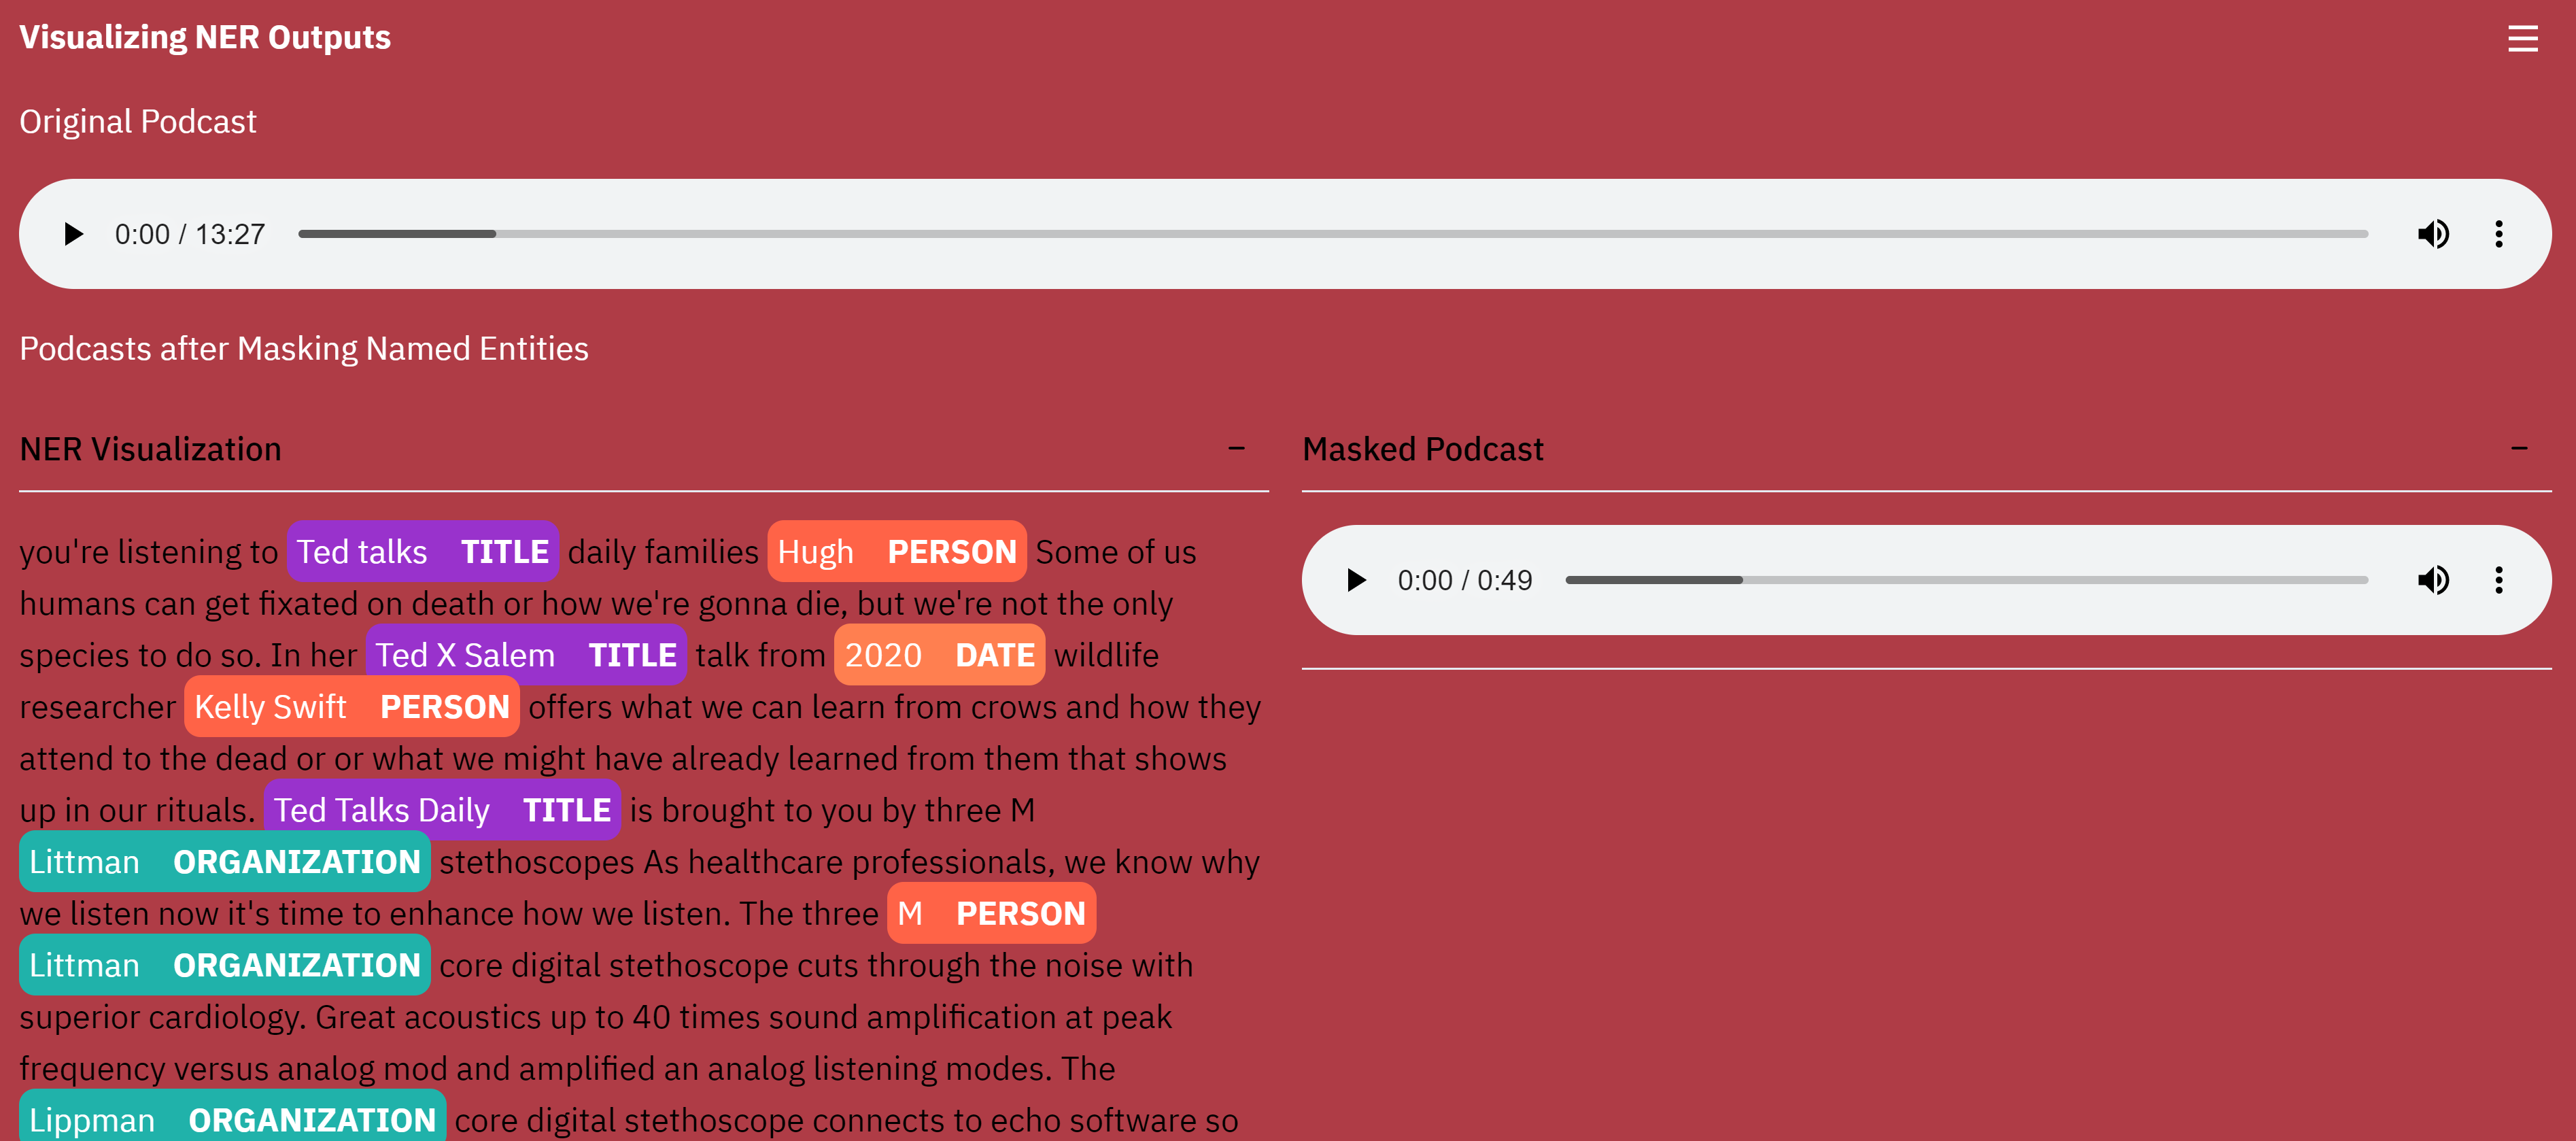 Visualizing NER Outputs
Original Podcast
0:00 / 13:27
Podcasts after Masking Named Entities
NER Visualization
you're listening to Ted talks TITLE daily families Hugh PERSON Some of us
humans can get fixated on death or how we're gonna die, but we're not the only
species to do so. In her Ted X Salem TITLE talk from 2020 DATE wildlife
researcher Kelly Swift PERSON offers what we can learn from crows and how they
attend to the dead or or what we might have already learned from them that shows
up in our rituals. Ted Talks Daily TITLE is brought to you by three M
Littman ORGANIZATION stethoscopes As healthcare professionals, we know why
we listen now it's time to enhance how we listen. The three M PERSON
Littman ORGANIZATION core digital stethoscope cuts through the noise with
superior cardiology. Great acoustics up to 40 times sound amplification at peak
frequency versus analog mod and amplified an analog listening modes. The
Lippman ORGANIZATION core digital stethoscope connects to echo software so
Masked Podcast
0:00 / 0:49